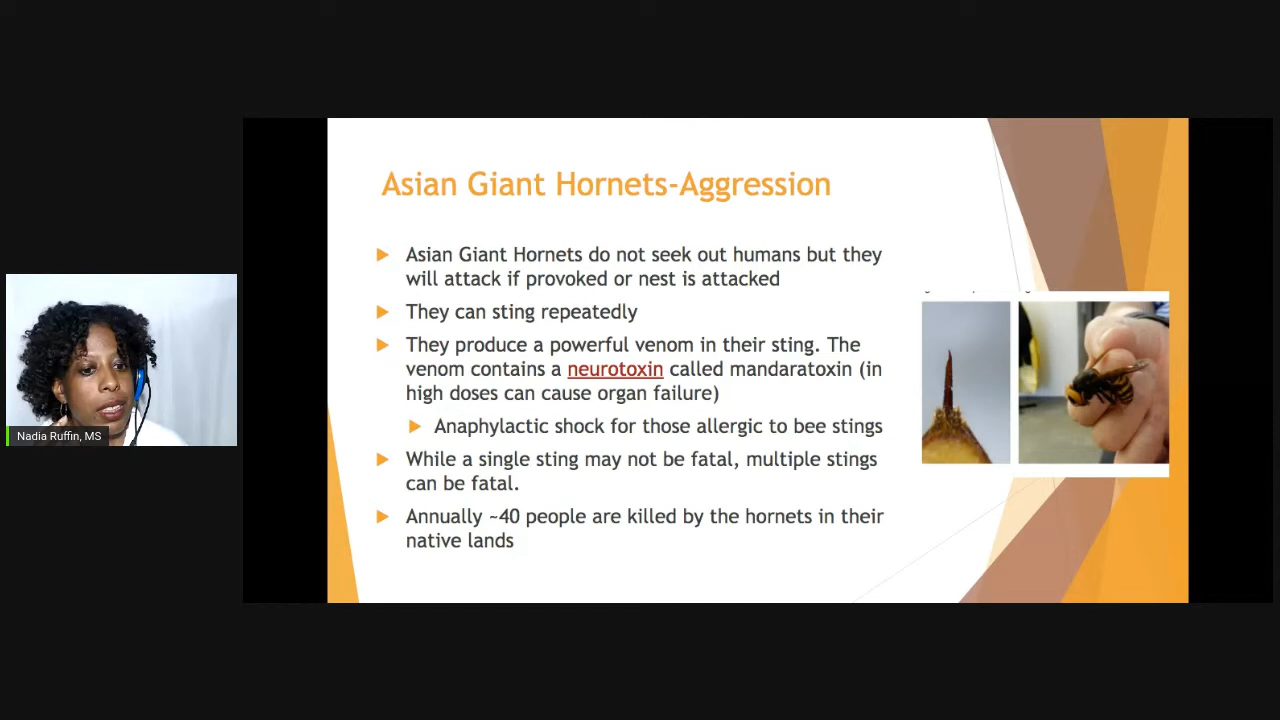 Asian Giant Hornets-Aggression
Asian Giant Hornets do not seek out humans but they
will attack if provoked or nest is attacked
They can sting repeatedly
They produce a powerful venom in their sting. The
venom contains a neurotoxin called mandaratoxin (in
high doses can cause organ failure)
Anaphylactic shock for those allergic to bee stings
While a single sting may not be fatal, multiple stings
can be fatal.
Annually ~40 people are killed by the hornets in their
native lands
Nadia Ruffin, MS